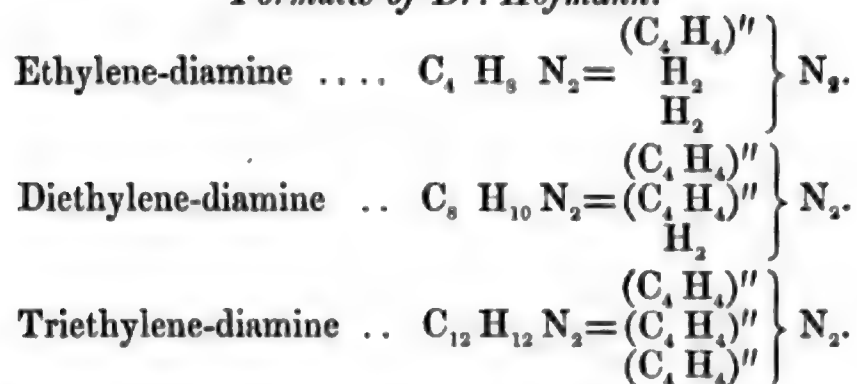 Formulæ of Dr. Hofmann.
(C₄ H₄)″
Ethylene-diamine .... C₄ H₈ N₂= H₂ } N₂.
H₂
(C₄ H₄)″
Diethylene-diamine .. C₈ H₁₀ N₂=(C₄ H₄)″ } N₂.
H₂
(C₄ H₄)″
Triethylene-diamine .. C₁₂ H₁₂ N₂=(C₄ H₄)″ } N₂.
(C₄ H₄)″